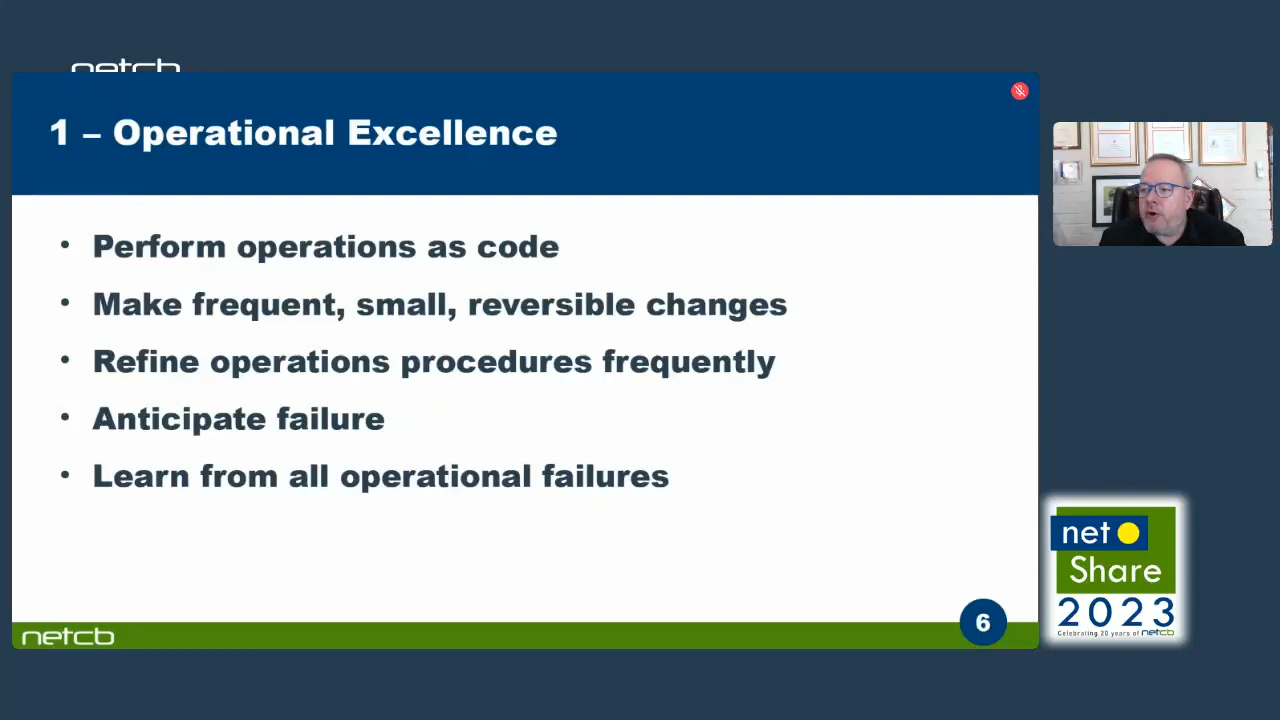 netcb
1 – Operational Excellence
• Perform operations as code
• Make frequent, small, reversible changes
• Refine operations procedures frequently
• Anticipate failure
• Learn from all operational failures
netcb
6
net
Share
2023
Celebrating 20 years of netcb